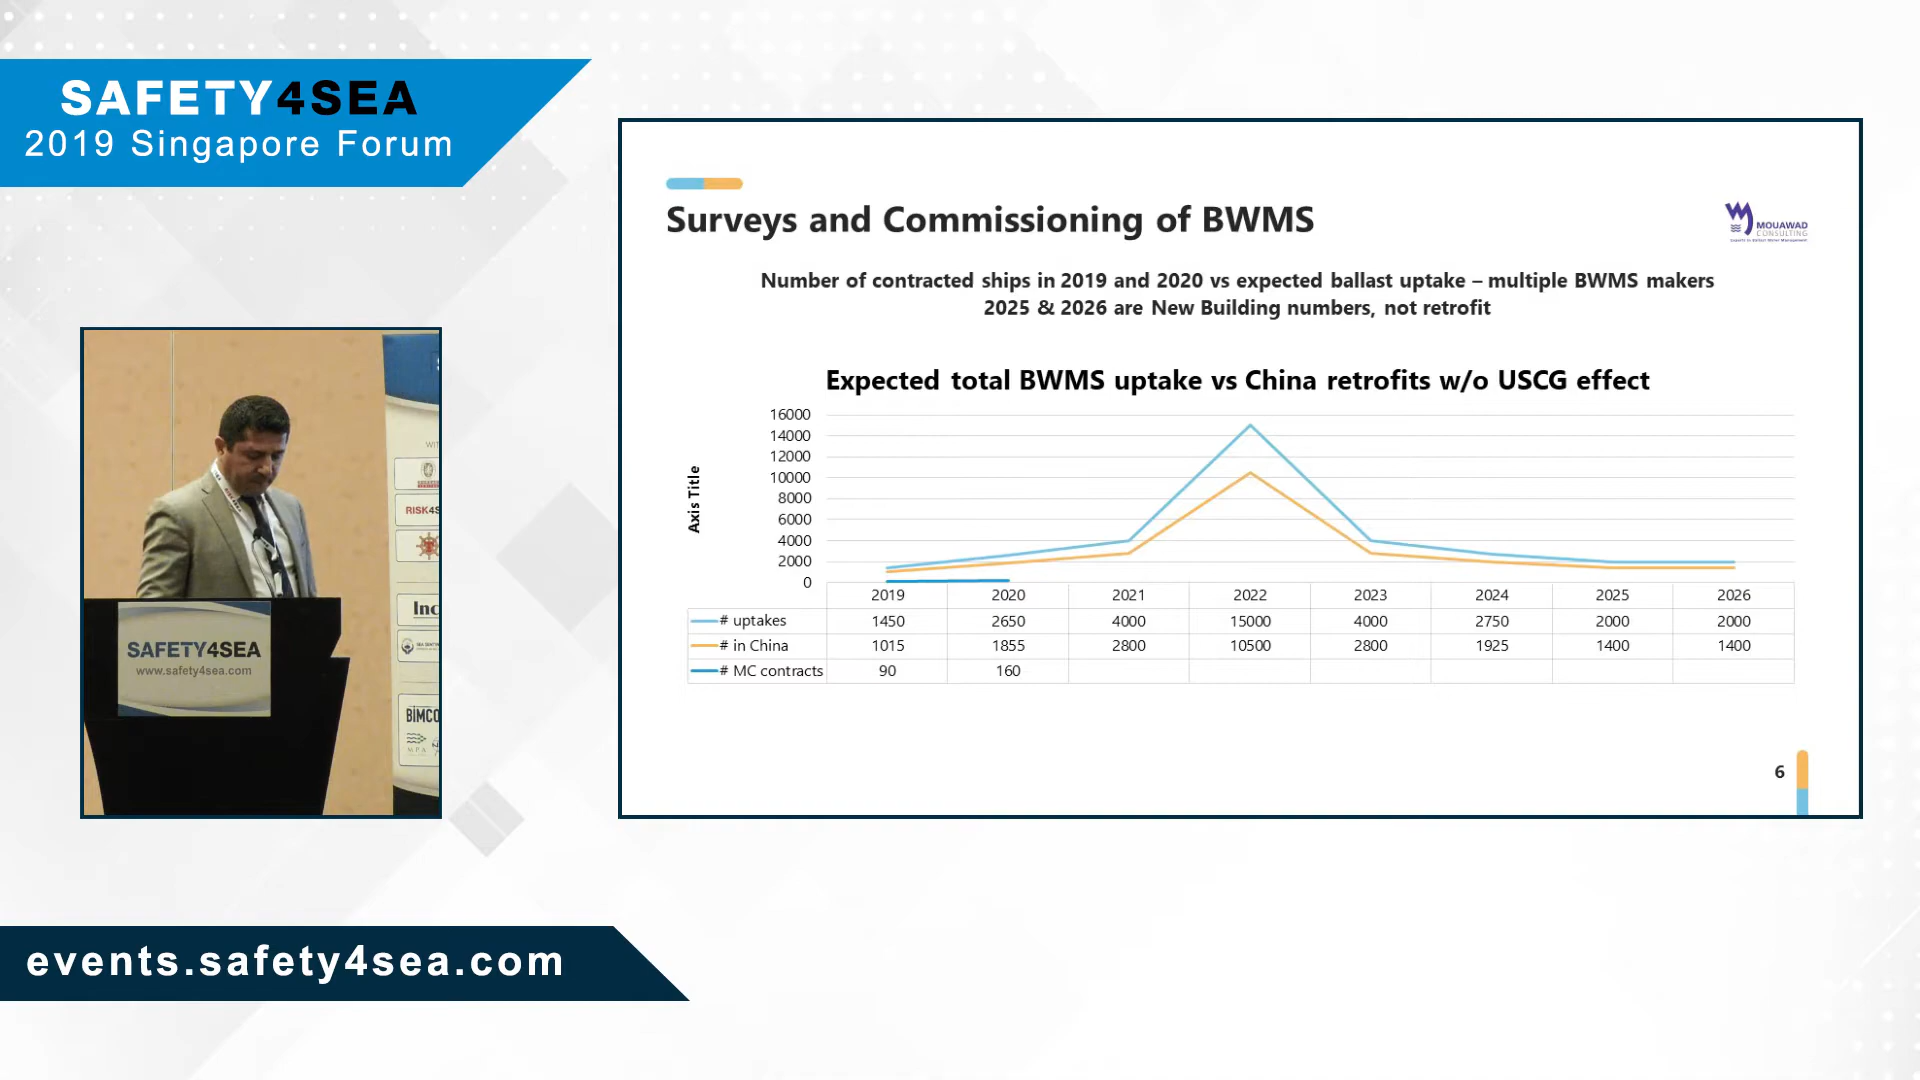 SAFETY4SEA
2019 Singapore Forum
Surveys and Commissioning of BWMS
MOUAWAD
CONSULTING
Number of contracted ships in 2019 and 2020 vs expected ballast uptake – multiple BWMS makers
2025 & 2026 are New Building numbers, not retrofit
Expected total BWMS uptake vs China retrofits w/o USCG effect
Axis Title
16000
14000
12000
10000
8000
6000
4000
2000
0
2019 2020 2021 2022 2023 2024 2025 2026
# uptakes 1450 2650 4000 15000 4000 2750 2000 2000
# in China 1015 1855 2800 10500 2800 1925 1400 1400
# MC contracts 90 160
6
WIT
RISK4S
Inc
BIMCO
MPA
SAFETY4SEA
www.safety4sea.com
events.safety4sea.com